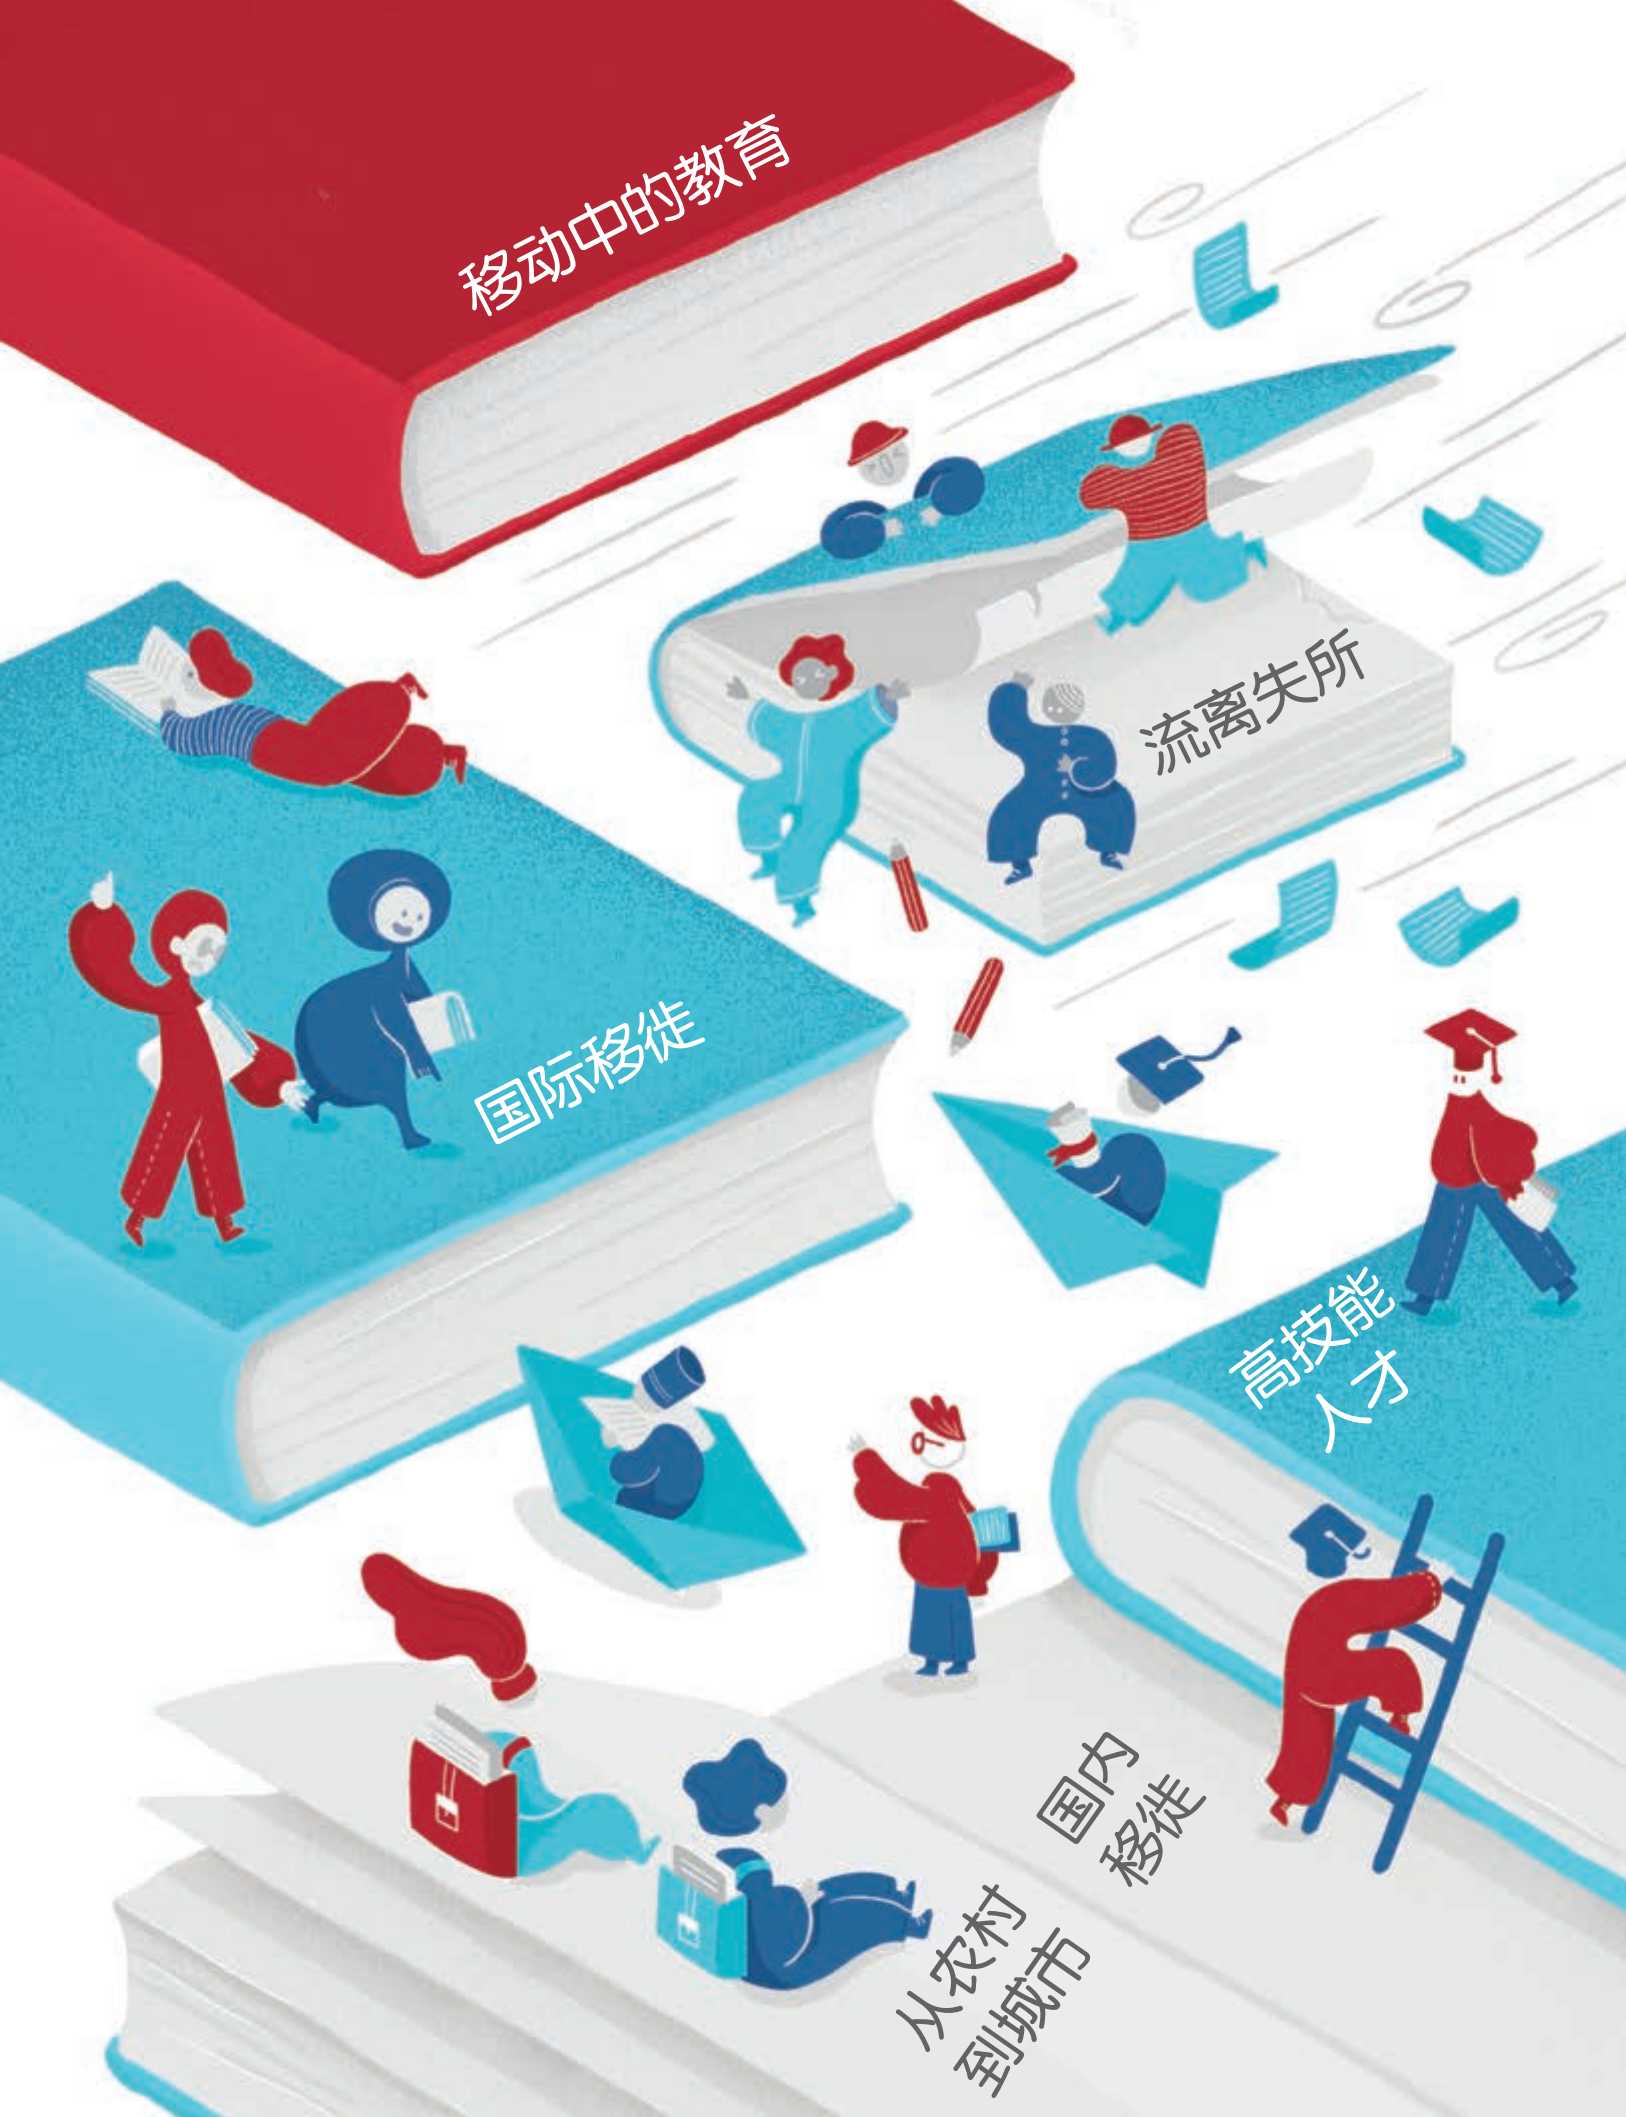 移动中的教育
流离失所
国际移徙
高技能
人才
国内
移徙
从农村
到城市